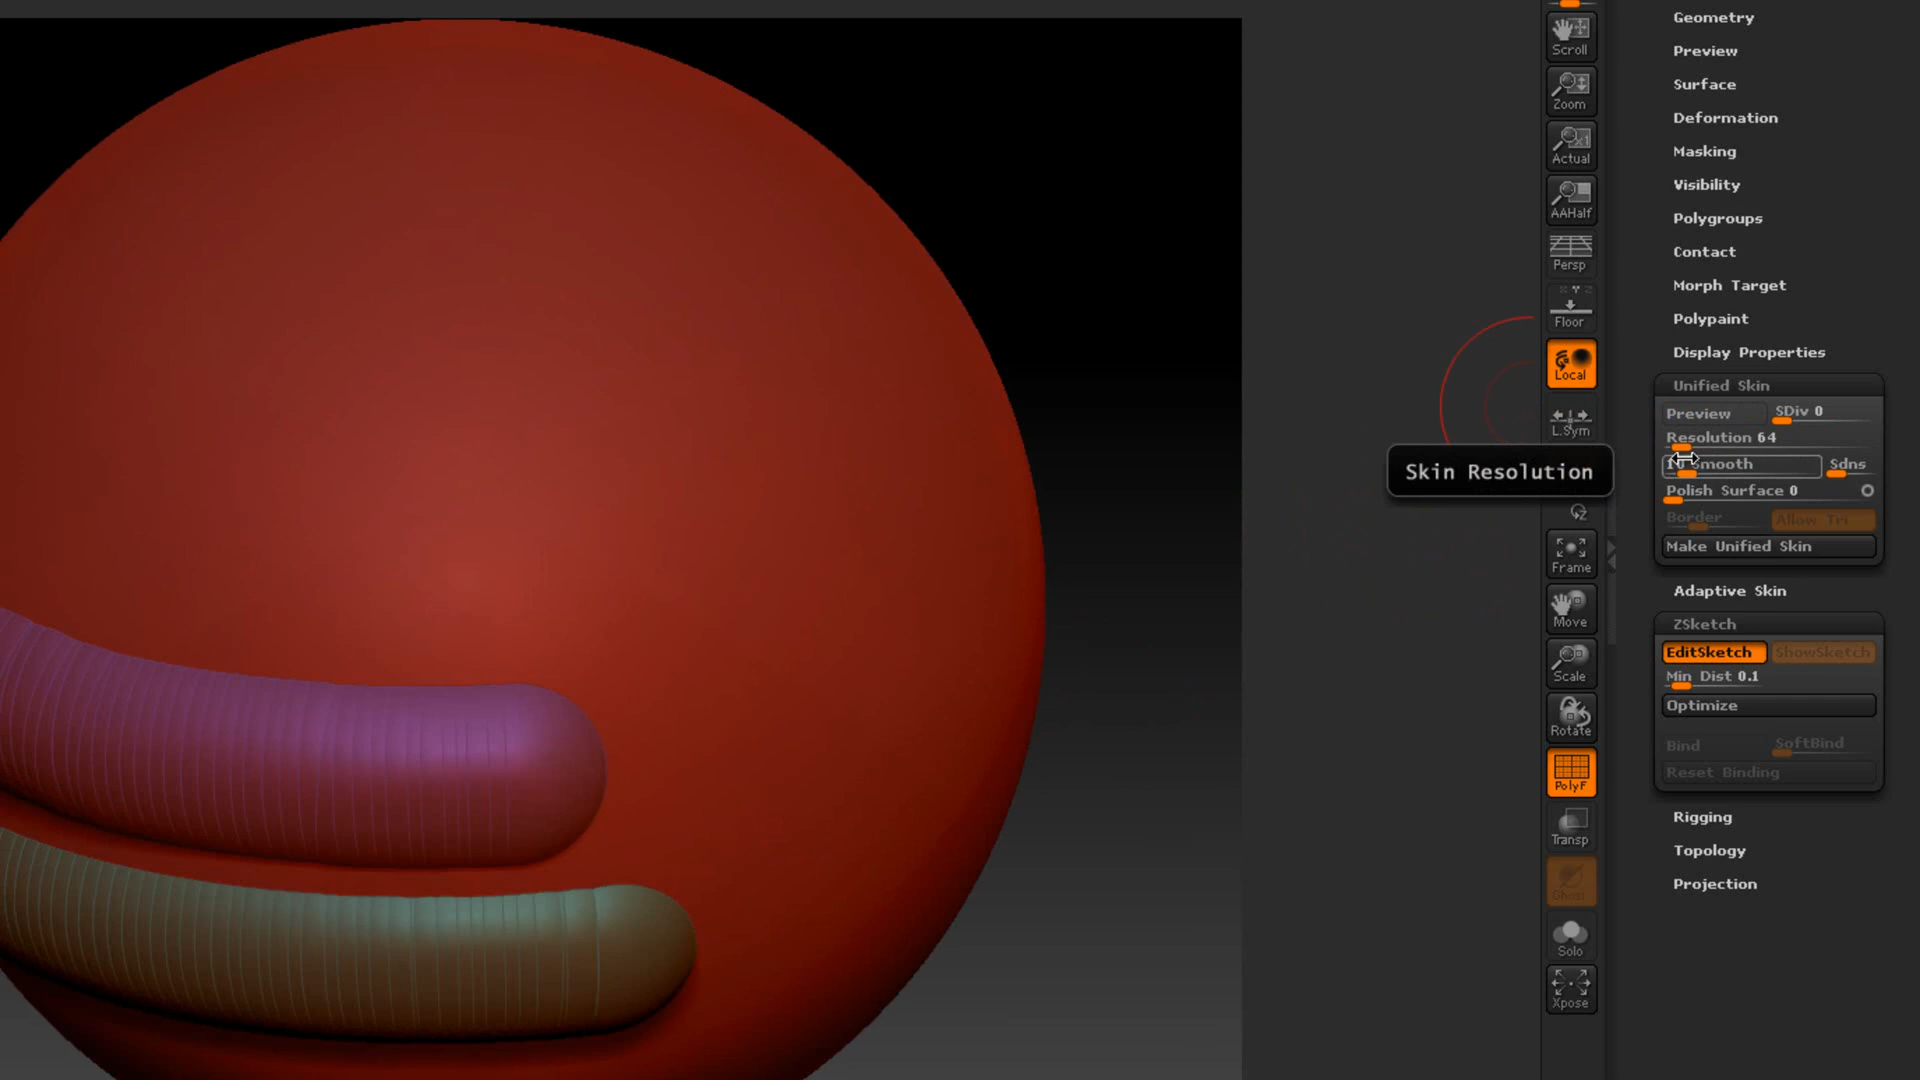 Scroll
Zoom
Actual
AAHalf
Persp
Floor
Local
L.Sym
Skin Resolution
Frame
Move
Scale
Rotate
PolyF
Transp
Ghost
Solo
Xpose
Geometry
Preview
Surface
Deformation
Masking
Visibility
Polygroups
Contact
Morph Target
Polypaint
Display Properties
Unified Skin
Preview SDiv 0
Resolution 64
Smooth Sdns
Polish Surface 0
Border Allow Tri
Make Unified Skin
Adaptive Skin
ZSketch
EditSketch ShowSketch
Min Dist 0.1
Optimize
Bind SoftBind
Reset Binding
Rigging
Topology
Projection